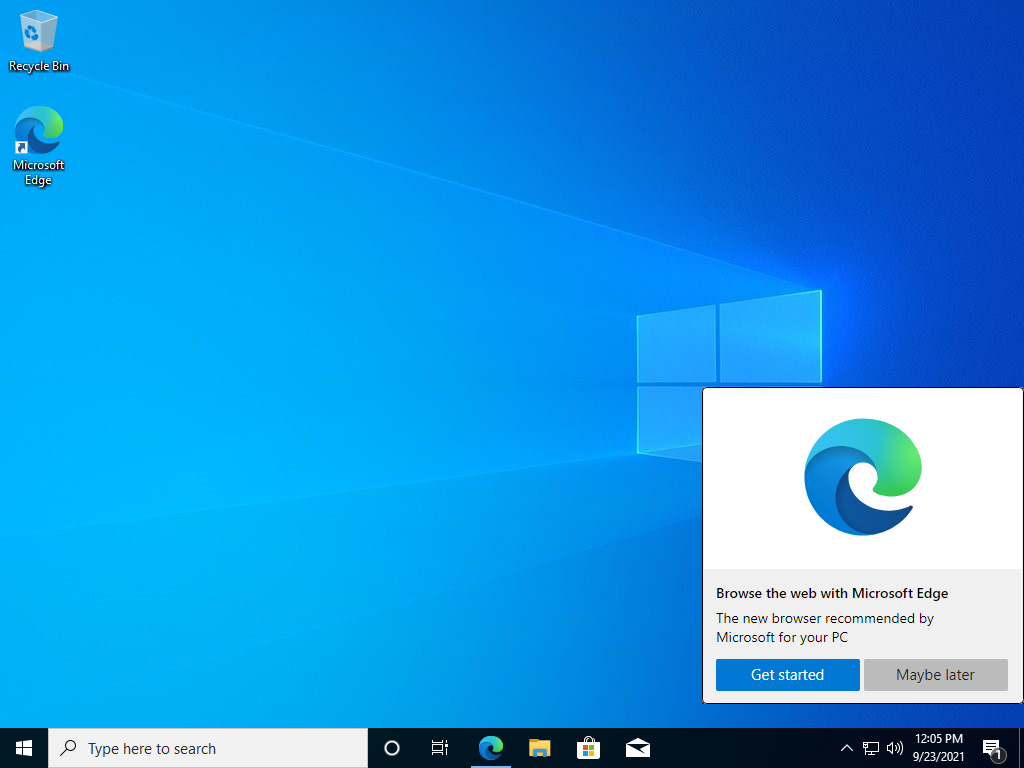 Recycle Bin
Microsoft
Edge
Browse the web with Microsoft Edge
The new browser recommended by
Microsoft for your PC
Get started
Maybe later
Type here to search
12:05 PM
9/23/2021
1